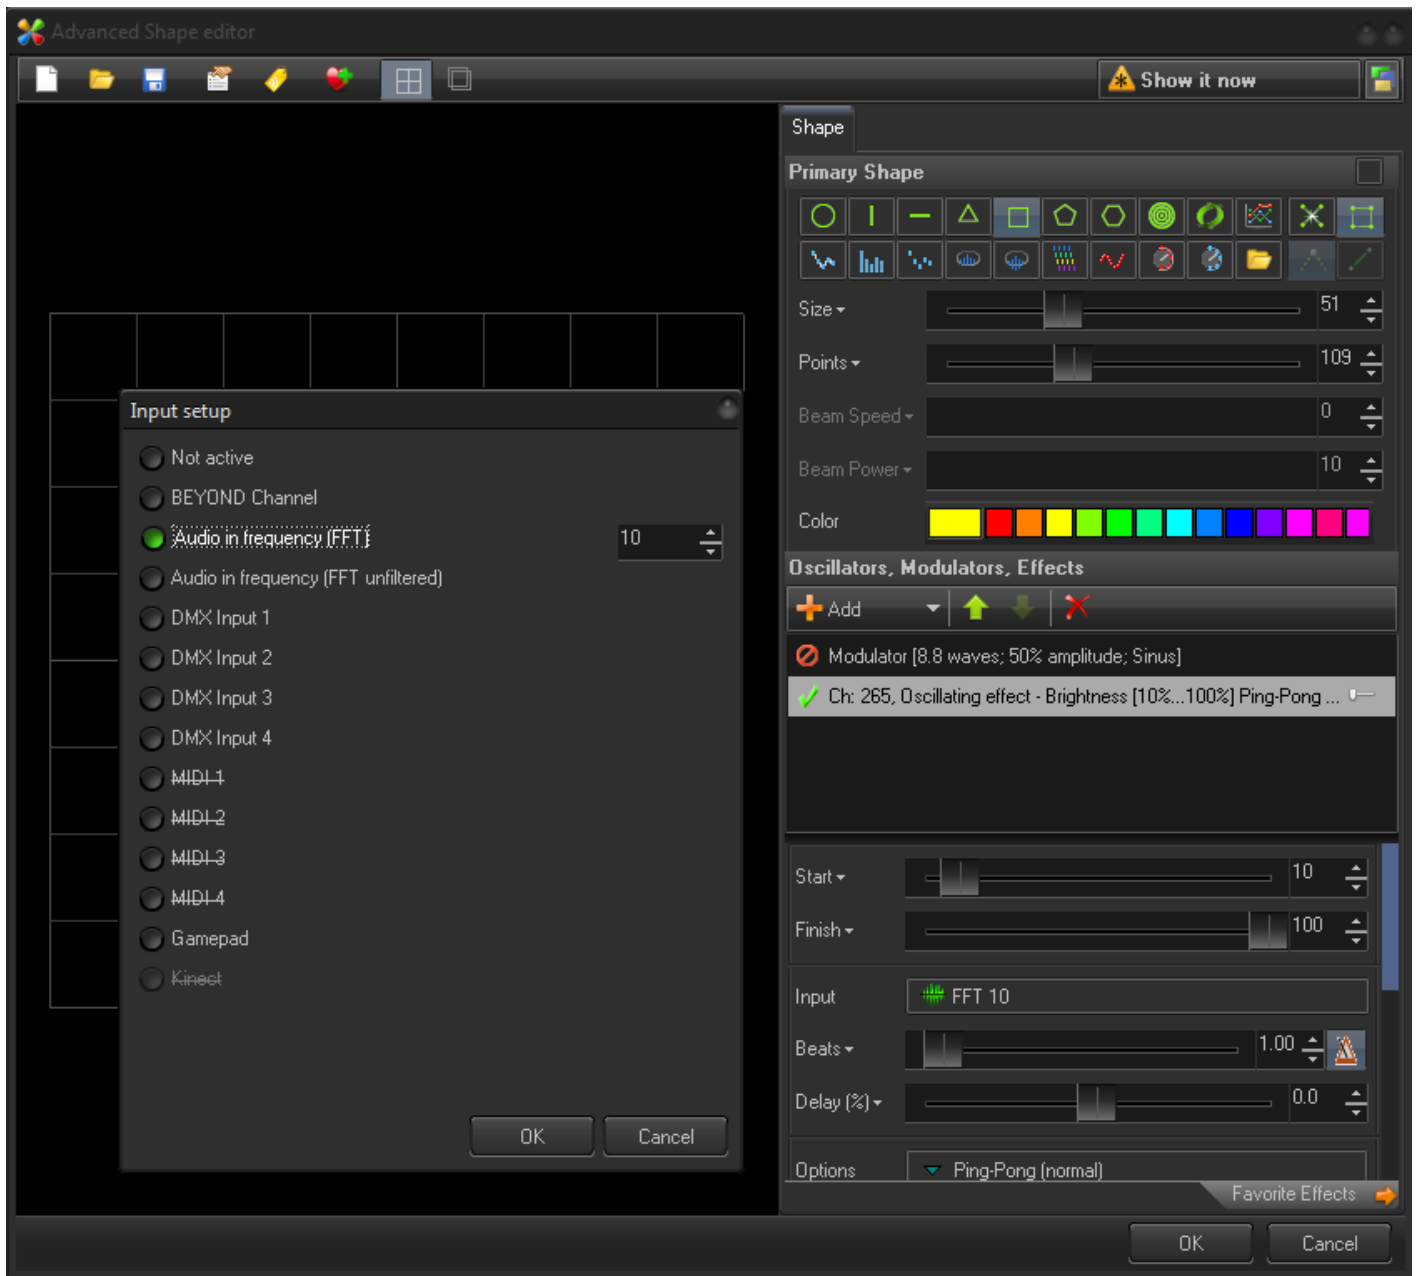 Advanced Shape editor
Show it now
Shape
Primary Shape
Size 51
Points 109
Beam Speed 0
Beam Power 10
Color
Oscillators, Modulators, Effects
Add
Modulator [8.8 waves; 50% amplitude; Sinus]
Ch: 265, Oscillating effect - Brightness [10%...100%] Ping-Pong ...
Start 10
Finish 100
Input FFT 10
Beats 1.00
Delay (%) 0.0
Options Ping-Pong (normal)
Favorite Effects
OK Cancel
Input setup
Not active
BEYOND Channel
Audio in frequency (FFT) 10
Audio in frequency (FFT unfiltered)
DMX Input 1
DMX Input 2
DMX Input 3
DMX Input 4
MIDI 1
MIDI 2
MIDI 3
MIDI 4
Gamepad
Kinect
OK Cancel